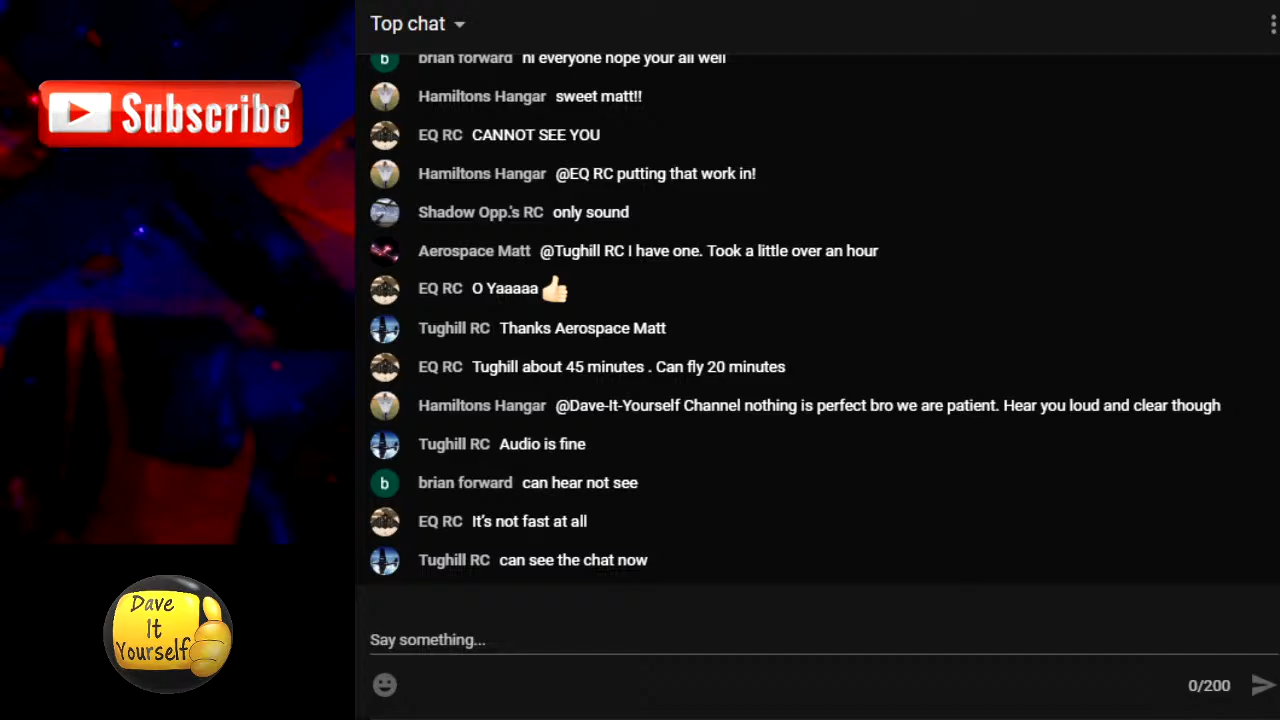 Top chat
Subscribe
b brian forward hi everyone hope your all well
Hamiltons Hangar sweet matt!!
EQ RC CANNOT SEE YOU
Hamiltons Hangar @EQ RC putting that work in!
Shadow Opp.'s RC only sound
Aerospace Matt @Tughill RC I have one. Took a little over an hour
EQ RC O Yaaaaa 👍🏻
Tughill RC Thanks Aerospace Matt
EQ RC Tughill about 45 minutes . Can fly 20 minutes
Hamiltons Hangar @Dave-It-Yourself Channel nothing is perfect bro we are patient. Hear you loud and clear though
Tughill RC Audio is fine
b brian forward can hear not see
EQ RC It's not fast at all
Tughill RC can see the chat now
Dave
It
Yourself
Say something...
0/200